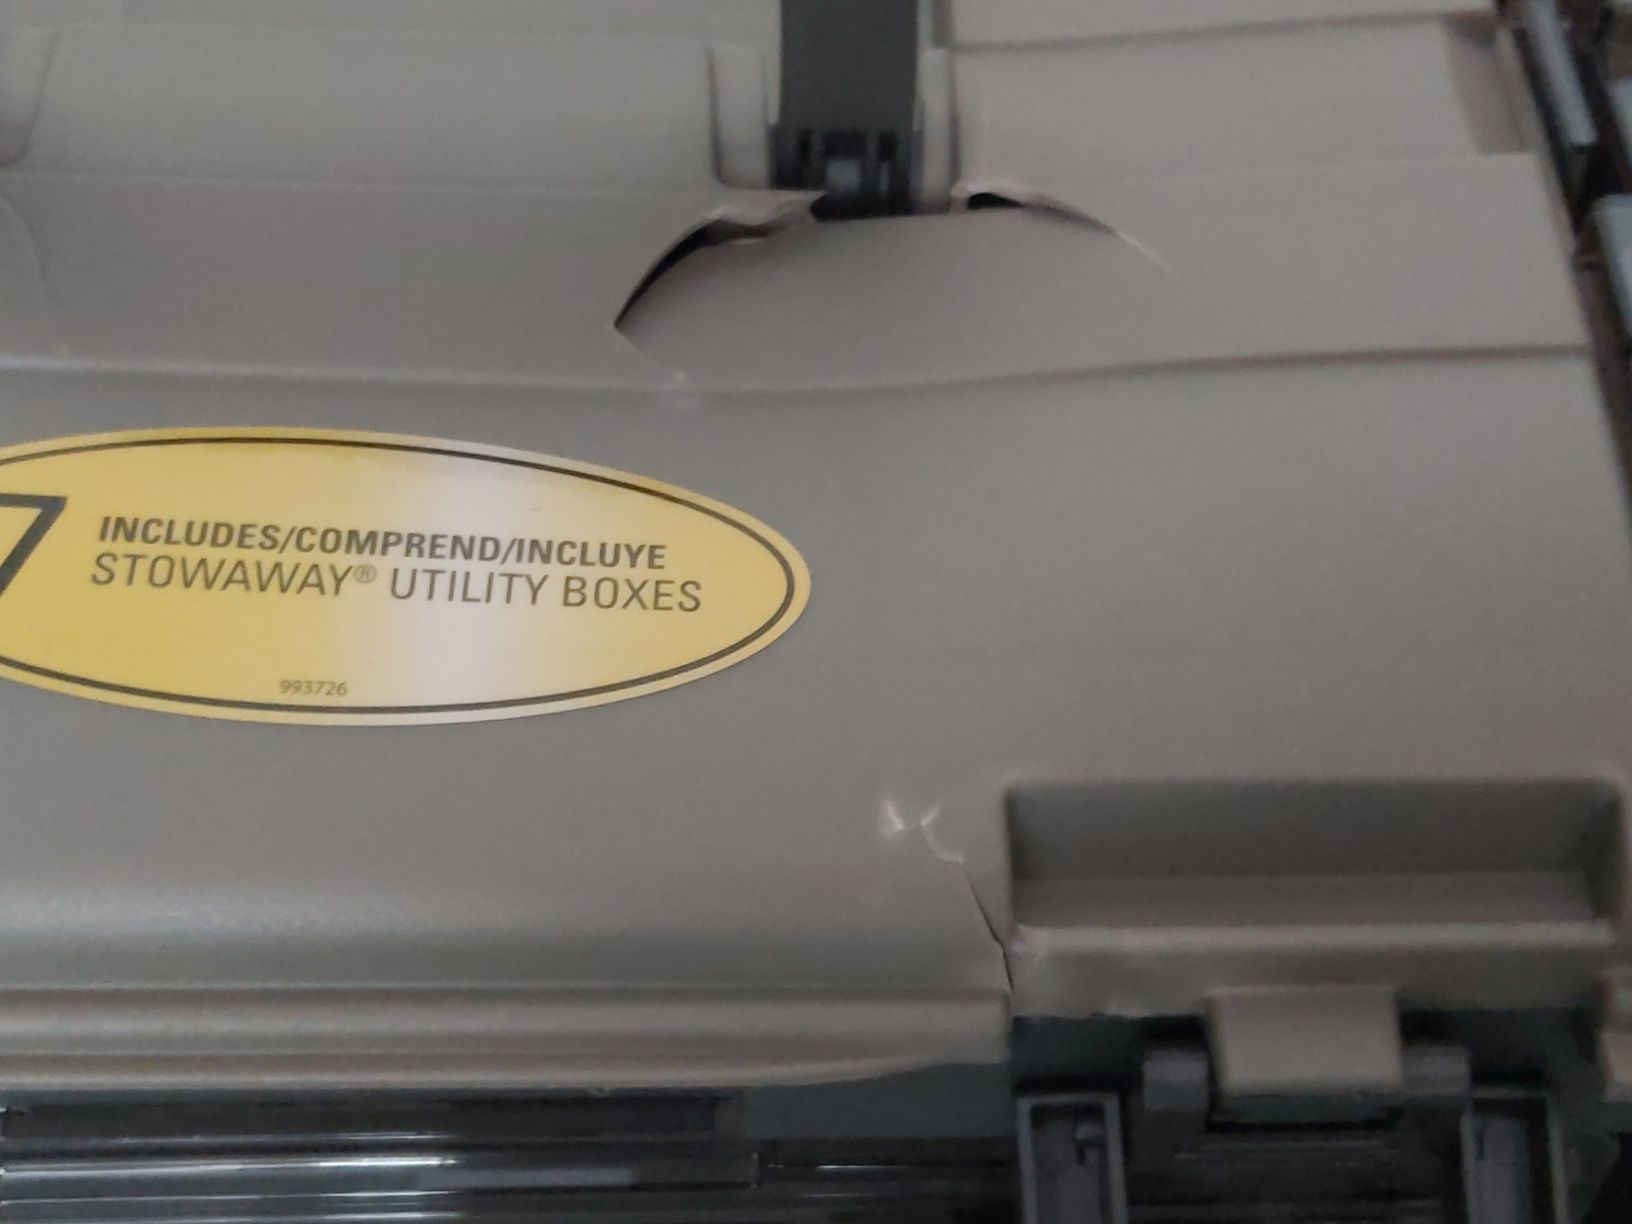 INCLUDES/COMPREND/INCLUYE
STOWAWAY® UTILITY BOXES
993726